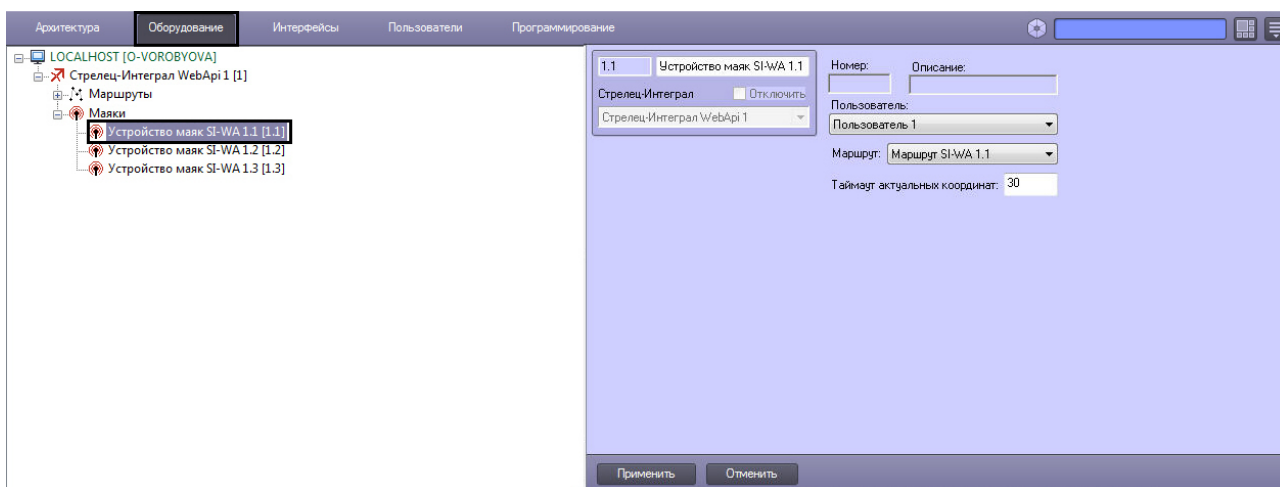 Архитектура Оборудование Интерфейсы Пользователи Программирование
LOCALHOST [O-VOROBYOVA]
Стрелец-Интеграл WebApi 1 [1]
Маршруты
Маяки
Устройство маяк SI-WA 1.1 [1.1]
Устройство маяк SI-WA 1.2 [1.2]
Устройство маяк SI-WA 1.3 [1.3]
1.1 Устройство маяк SI-WA 1.1
Стрелец-Интеграл Отключить
Стрелец-Интеграл WebApi 1
Номер: Описание:
Пользователь:
Пользователь 1
Маршрут: Маршрут SI-WA 1.1
Таймаут актуальных координат: 30
Применить Отменить